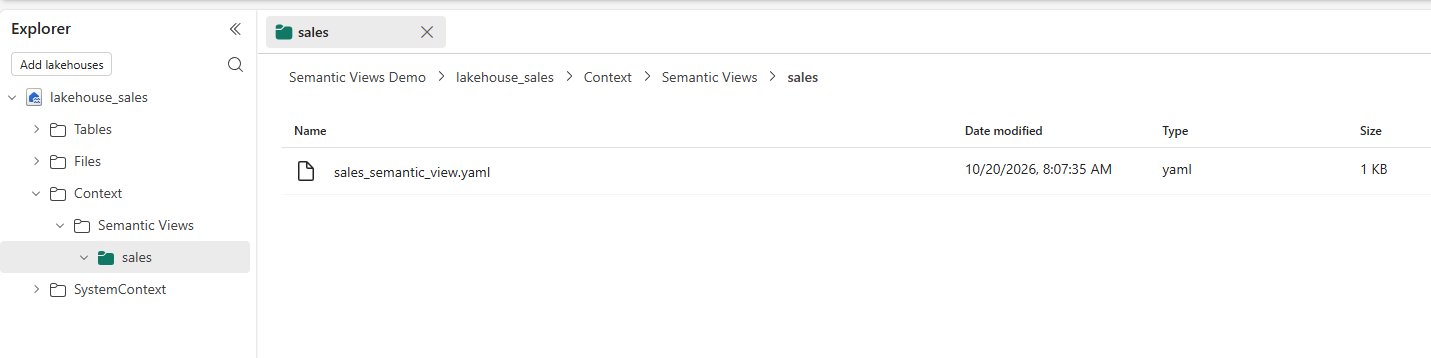 Explorer
Add lakehouses
lakehouse_sales
Tables
Files
Context
Semantic Views
sales
SystemContext
sales
Semantic Views Demo > lakehouse_sales > Context > Semantic Views > sales
Name Date modified Type Size
sales_semantic_view.yaml 10/20/2026, 8:07:35 AM yaml 1 KB